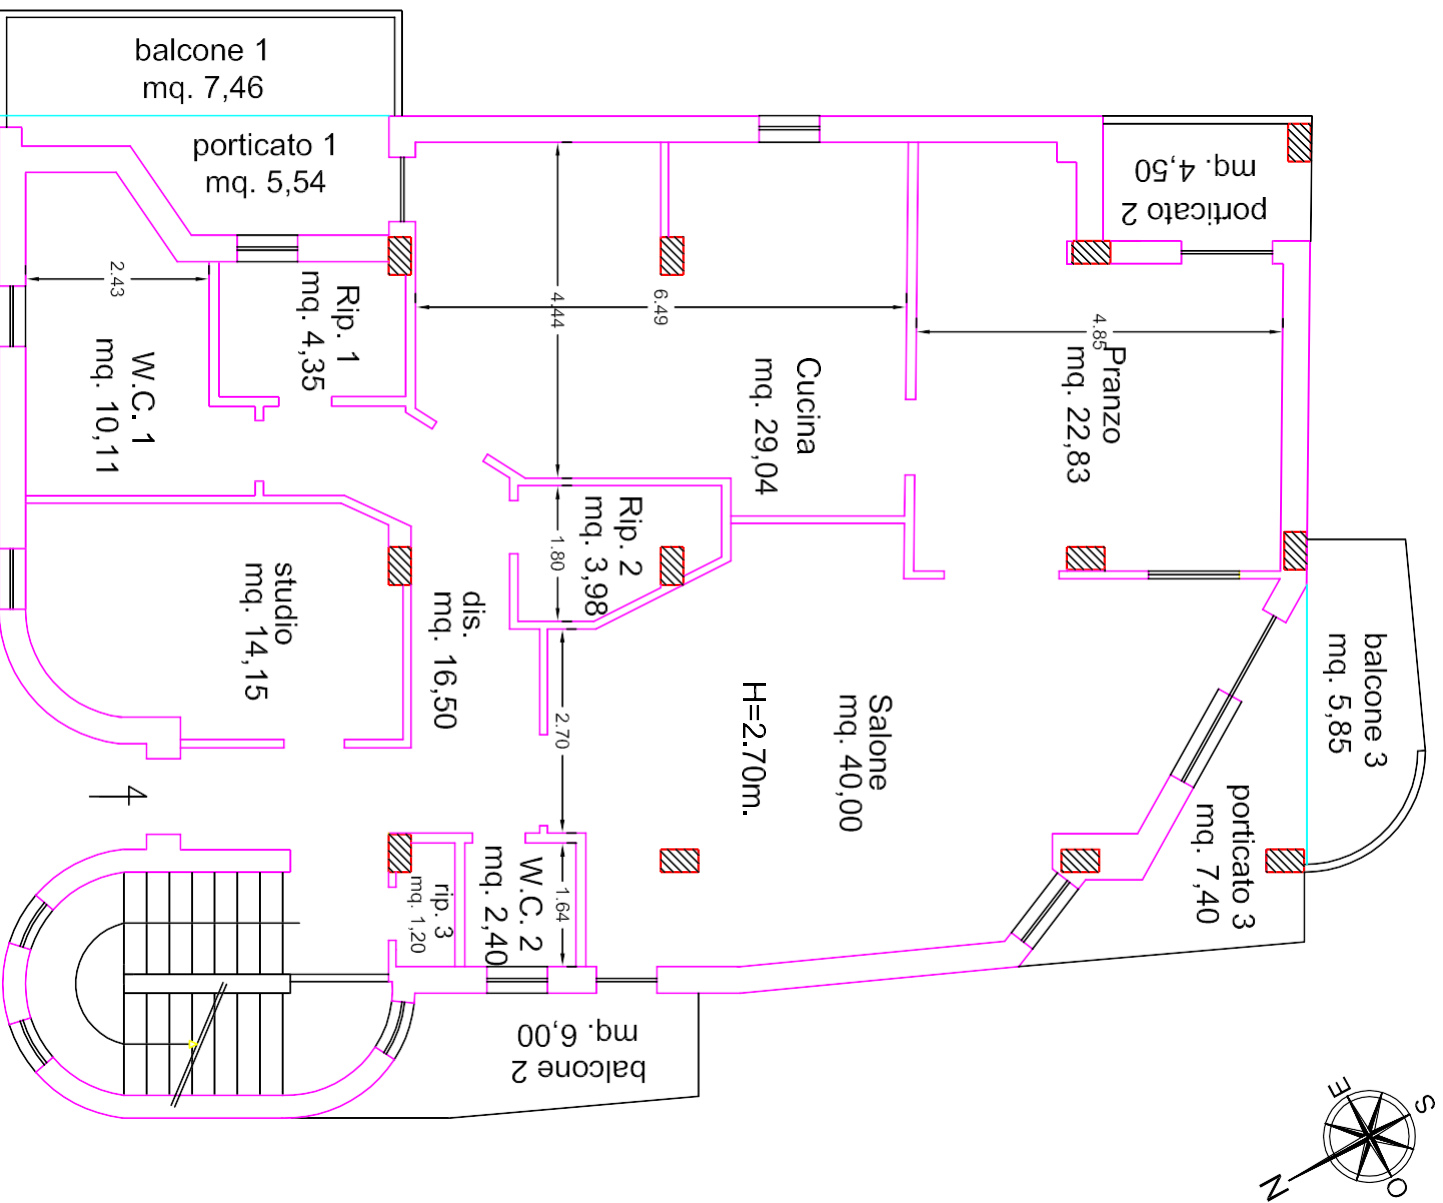 balcone 1
mq. 7,46
porticato 1
mq. 5,54
porticato 2
mq. 4,50
2.43
4.44
6.49
4.85
Rip. 1
mq. 4,35
W.C. 1
mq. 10,11
Cucina
mq. 29,04
Pranzo
mq. 22,83
Rip. 2
mq. 3,98
1.80
studio
mq. 14,15
dis.
mq. 16,50
2.70
H=2.70m.
Salone
mq. 40,00
balcone 3
mq. 5,85
porticato 3
mq. 7,40
4
rip. 3
mq. 1,20
W.C. 2
mq. 2,40
1.64
balcone 2
mq. 6,00
E
S
N
O